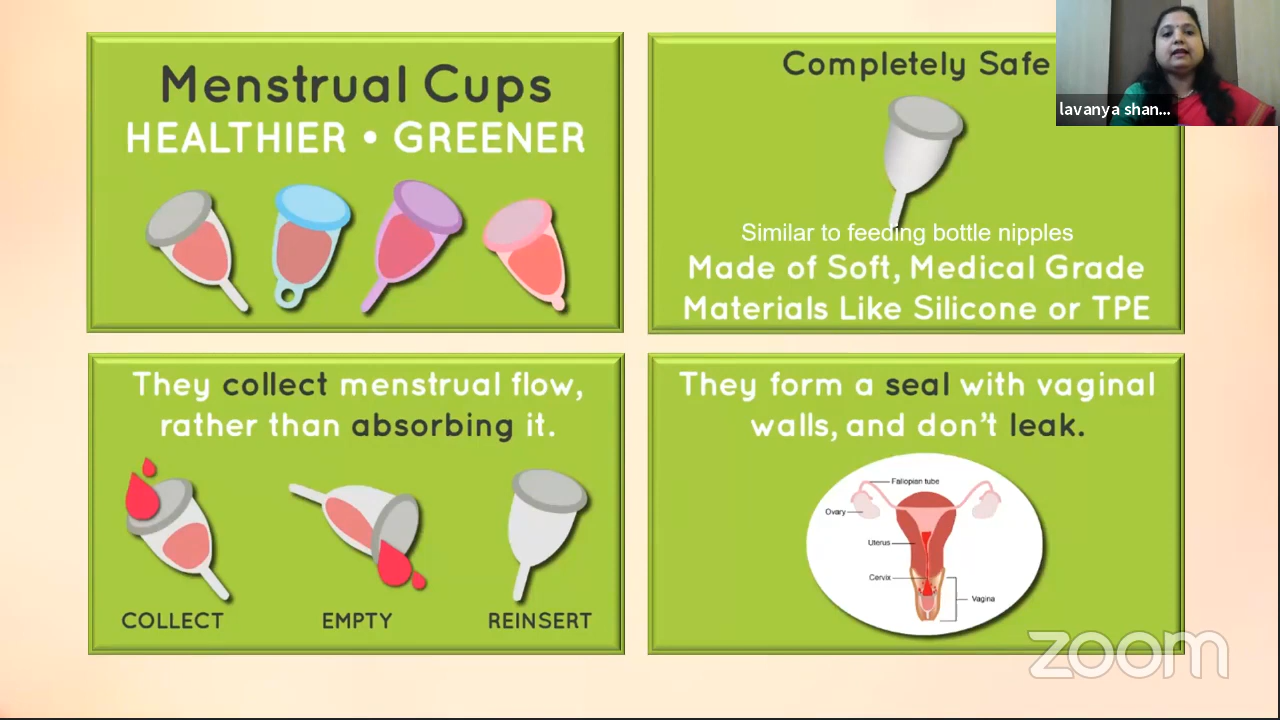 Menstrual Cups
HEALTHIER • GREENER
Completely Safe
Similar to feeding bottle nipples
Made of Soft, Medical Grade
Materials Like Silicone or TPE
lavanya shan...
They collect menstrual flow,
rather than absorbing it.
COLLECT
EMPTY
REINSERT
They form a seal with vaginal
walls, and don't leak.
Fallopian tube
Ovary
Uterus
Cervix
Vagina
zoom